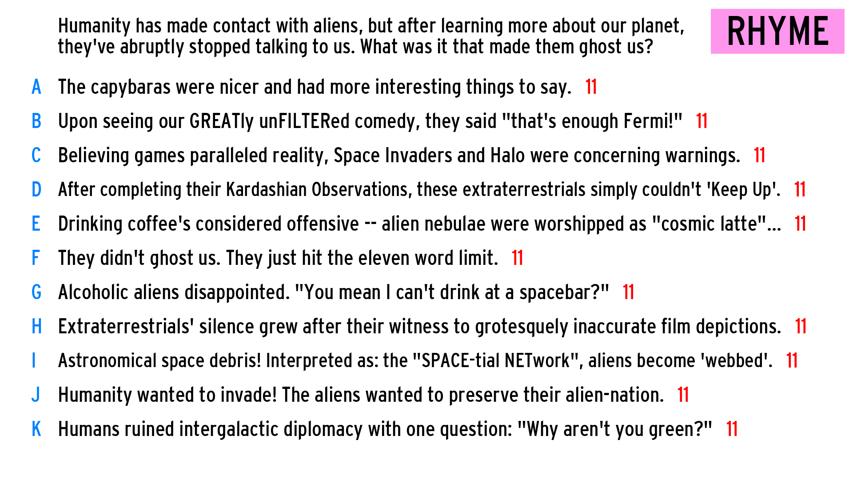 Humanity has made contact with aliens, but after learning more about our planet,
they've abruptly stopped talking to us. What was it that made them ghost us?
RHYME
A The capybaras were nicer and had more interesting things to say. 11
B Upon seeing our GREATly unFILTERed comedy, they said "that's enough Fermi!" 11
C Believing games paralleled reality, Space Invaders and Halo were concerning warnings. 11
D After completing their Kardashian Observations, these extraterrestrials simply couldn't 'Keep Up'. 11
E Drinking coffee's considered offensive -- alien nebulae were worshipped as "cosmic latte"... 11
F They didn't ghost us. They just hit the eleven word limit. 11
G Alcoholic aliens disappointed. "You mean I can't drink at a spacebar?" 11
H Extraterrestrials' silence grew after their witness to grotesquely inaccurate film depictions. 11
I Astronomical space debris! Interpreted as: the "SPACE-tial NETwork", aliens become 'webbed'. 11
J Humanity wanted to invade! The aliens wanted to preserve their alien-nation. 11
K Humans ruined intergalactic diplomacy with one question: "Why aren't you green?" 11